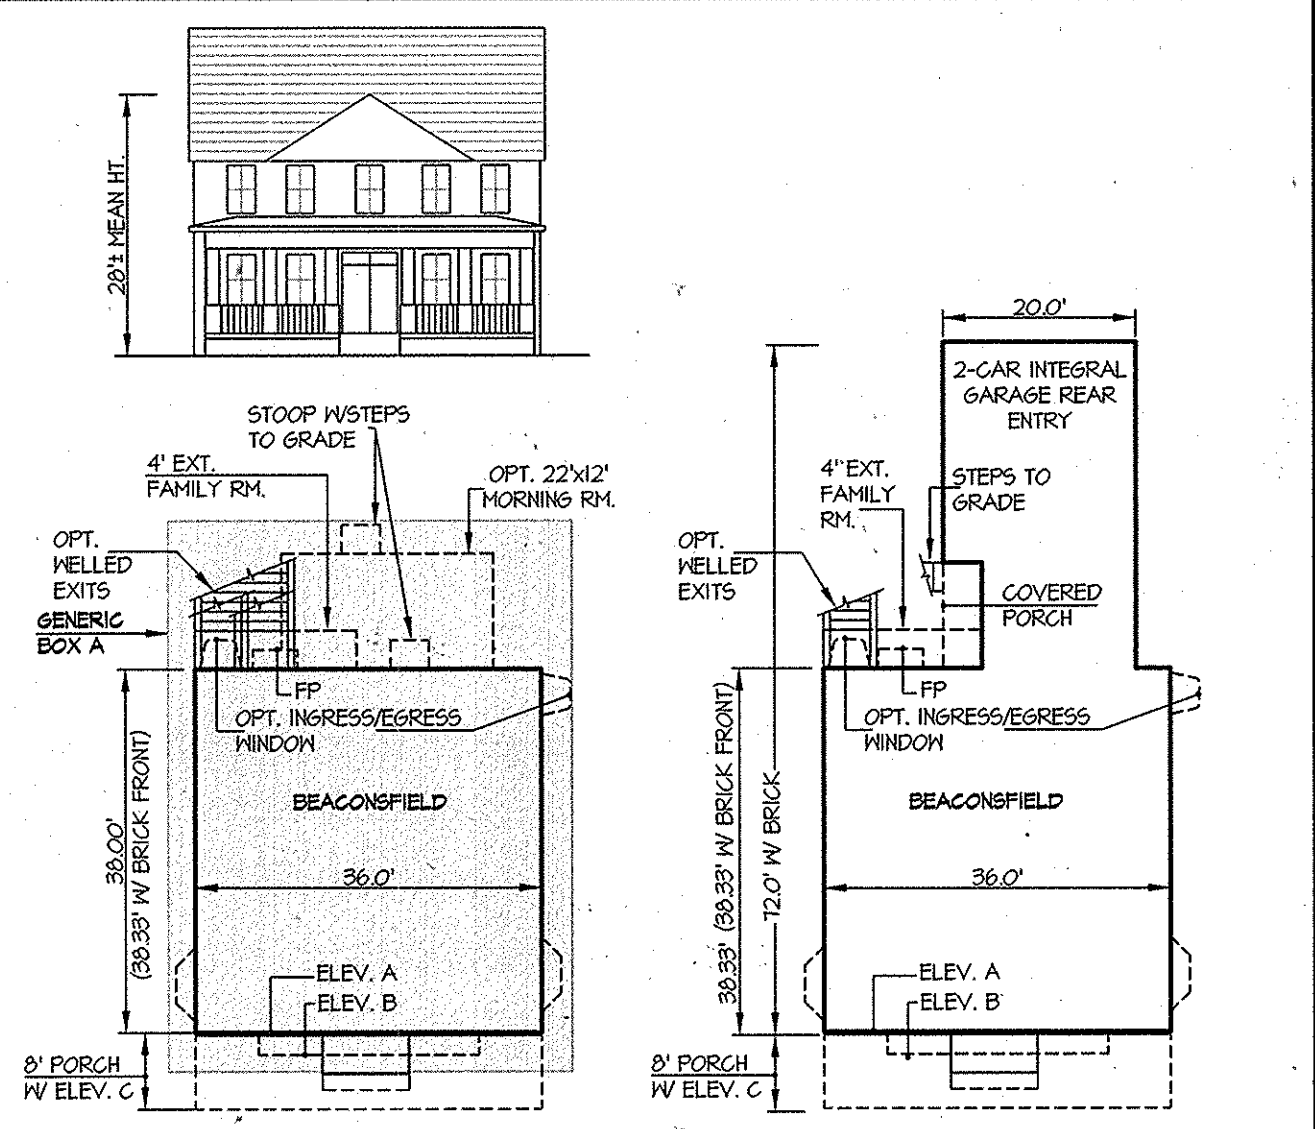 28'± MEAN HT.
STOOP W/STEPS
TO GRADE
4' EXT.
FAMILY RM.
OPT. 22'x12'
MORNING RM.
OPT.
WELLED
EXITS
GENERIC
BOX A
FP
OPT. INGRESS/EGRESS
WINDOW
BEACONSFIELD
38.00'
(38.33' W/ BRICK FRONT)
36.0'
ELEV. A
ELEV. B
8' PORCH
W/ ELEV. C
20.0'
2-CAR INTEGRAL
GARAGE REAR
ENTRY
4' EXT.
FAMILY
RM.
STEPS TO
GRADE
OPT.
WELLED
EXITS
COVERED
PORCH
FP
OPT. INGRESS/EGRESS
WINDOW
BEACONSFIELD
38.33' (38.33' W/ BRICK FRONT)
72.0' W/ BRICK
36.0'
ELEV. A
ELEV. B
8' PORCH
W/ ELEV. C